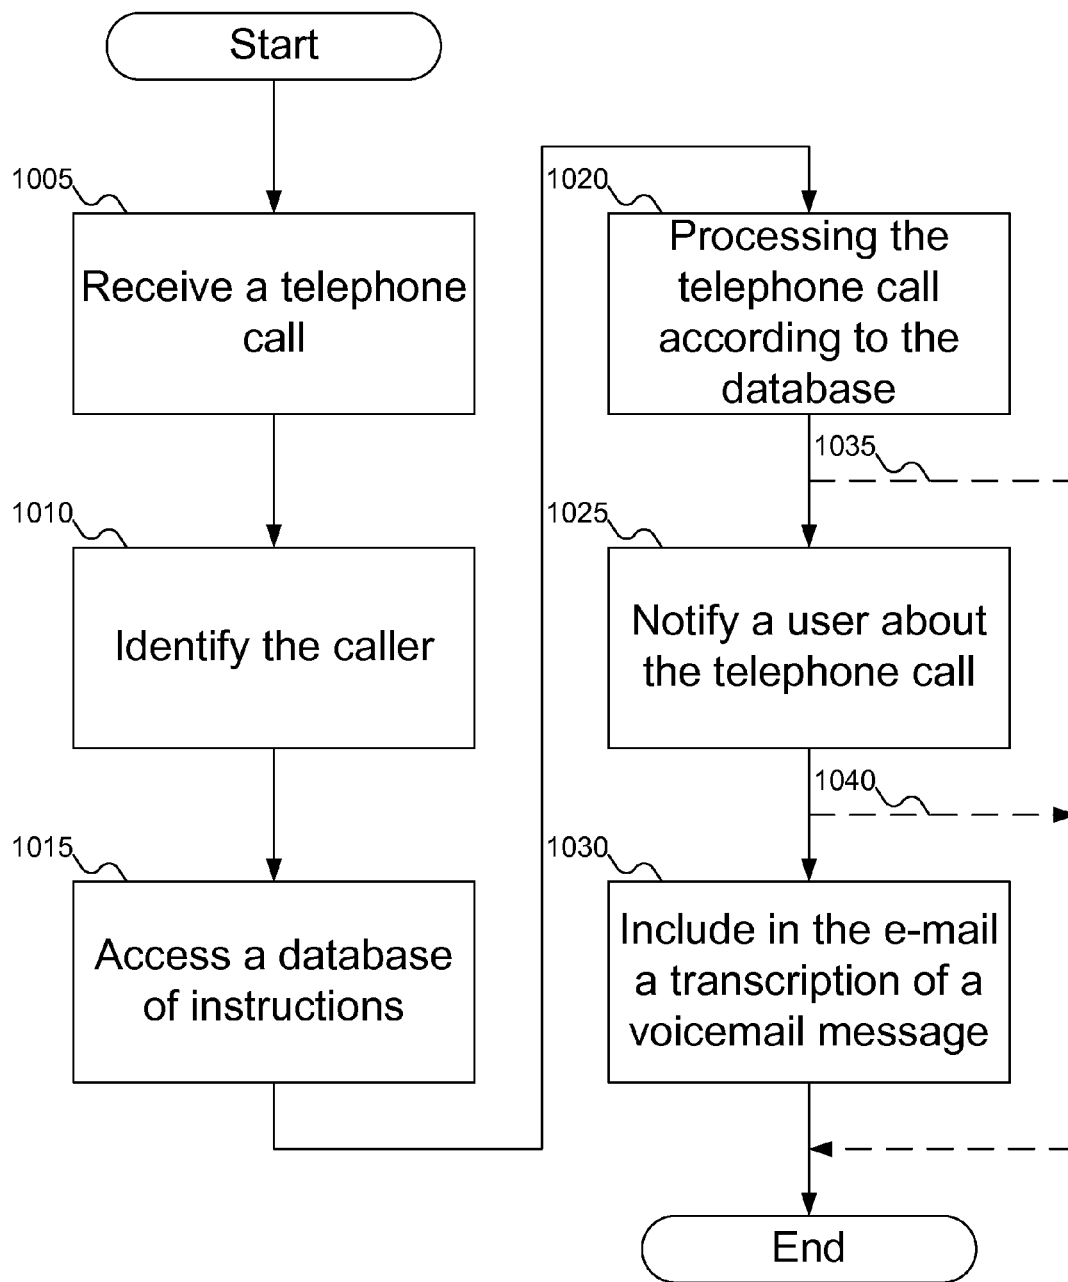 Start
1005
Receive a telephone
call
1010
Identify the caller
1015
Access a database
of instructions
1020
Processing the
telephone call
according to the
database
1035
1025
Notify a user about
the telephone call
1040
1030
Include in the e-mail
a transcription of a
voicemail message
End